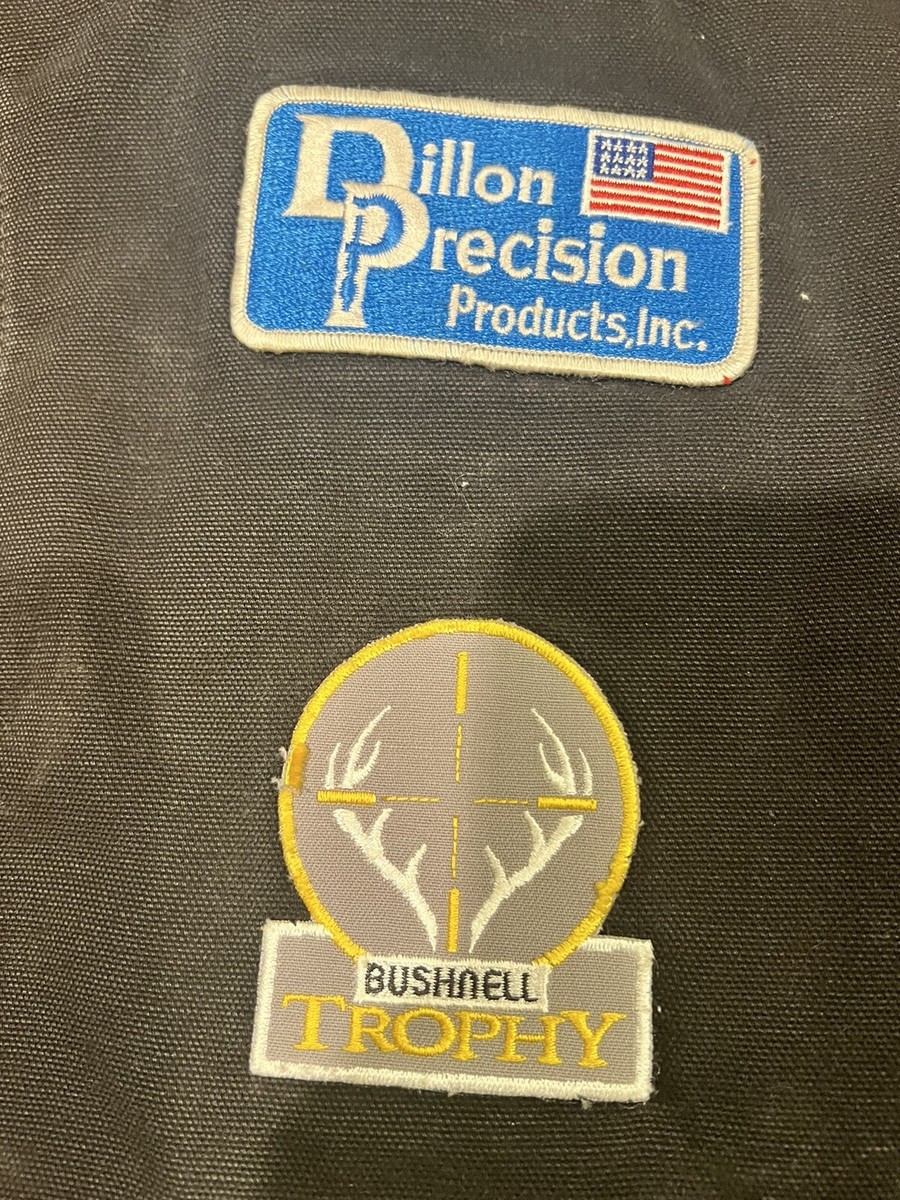 Dillon
Precision
Products, Inc.
BUSHNELL
TROPHY